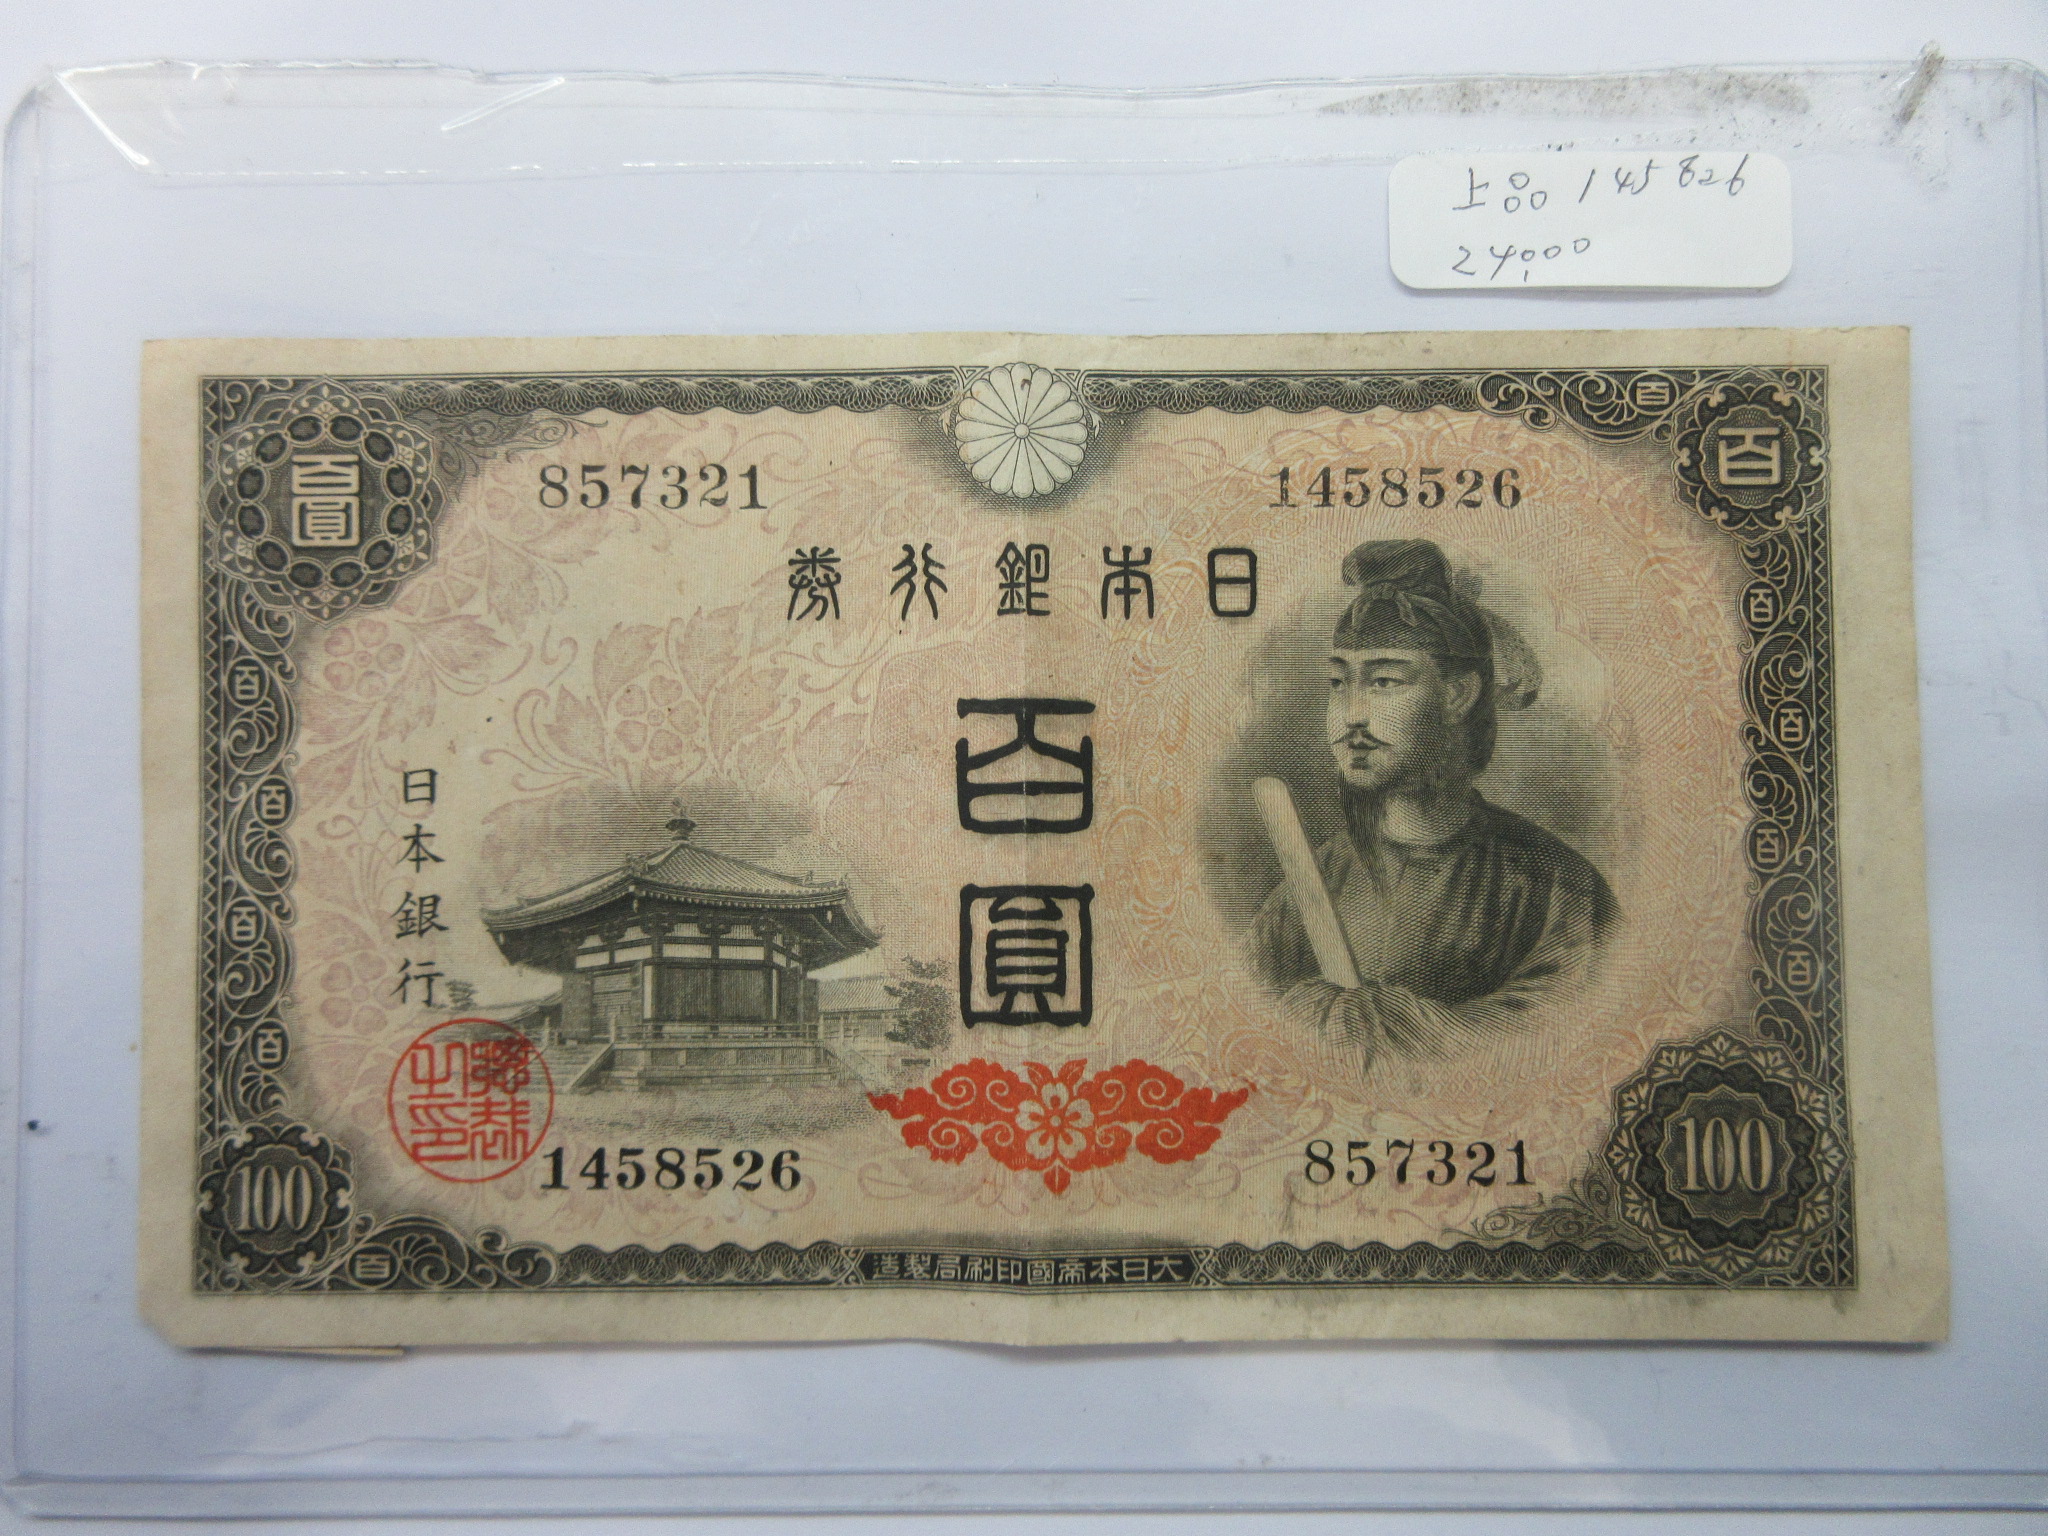 上品 145826
24,000
百圓
百
857321
1458526
日本銀行券
百圓
日本銀行
1458526
857321
100
100
大日本帝國印刷局製造